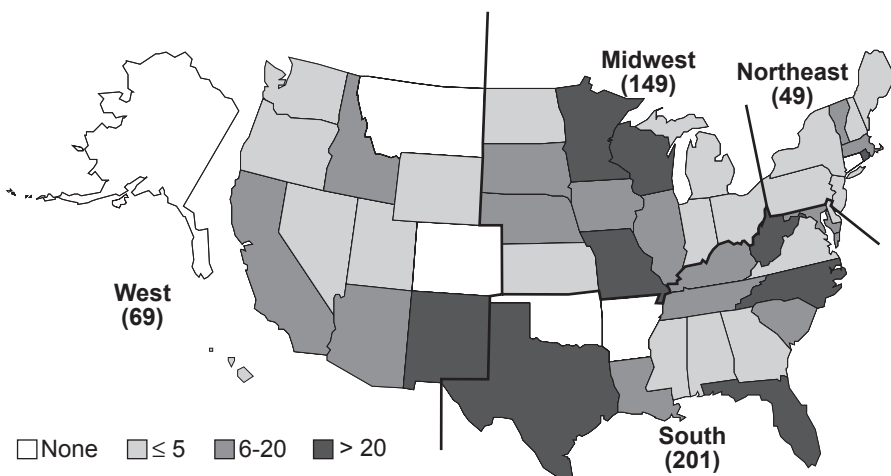 Midwest
(149)
Northeast
(49)
West
(69)
South
(201)
None
≤ 5
6-20
> 20